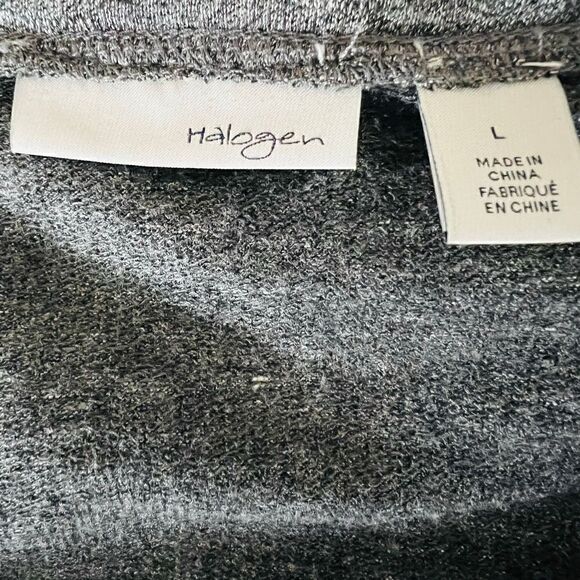 Halogen
L
MADE IN
CHINA
FABRIQUÉ
EN CHINE